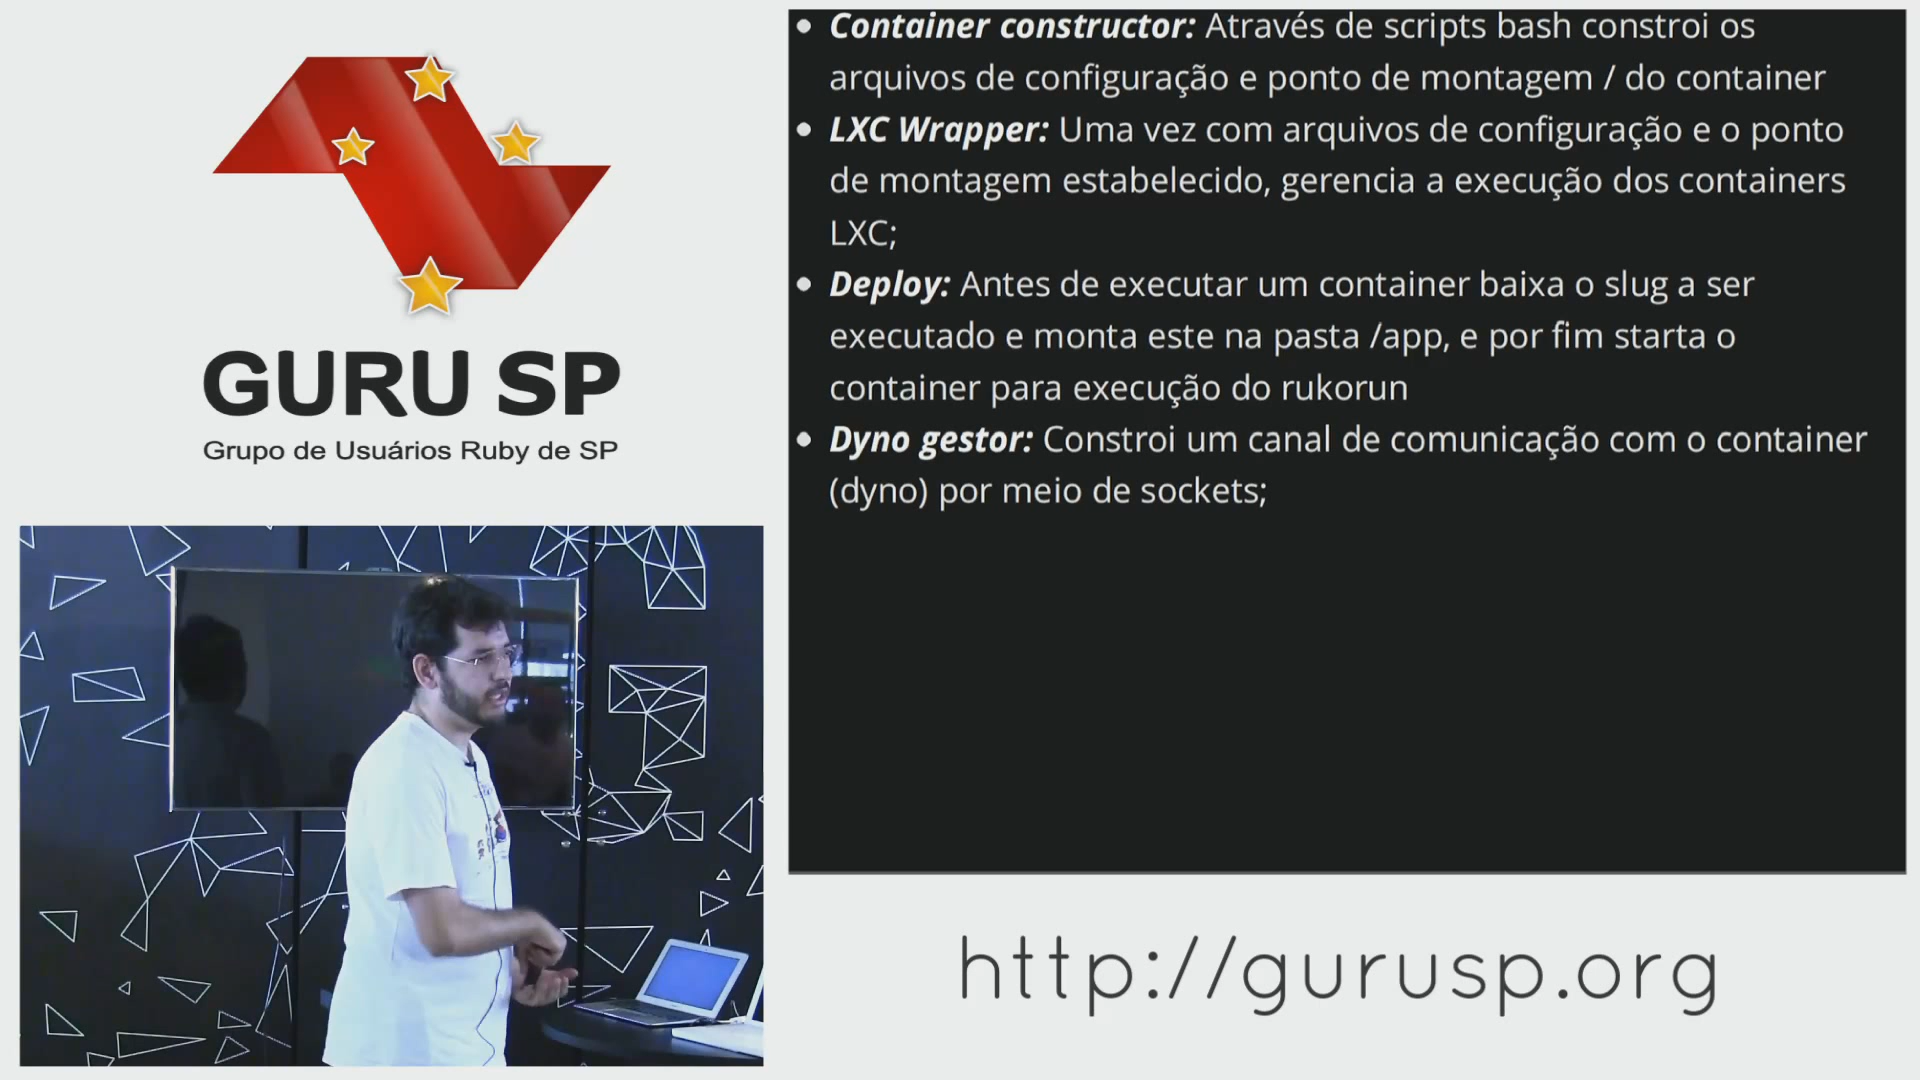 GURU SP
Grupo de Usuários Ruby de SP
Container constructor: Através de scripts bash constroi os
arquivos de configuração e ponto de montagem / do container
LXC Wrapper: Uma vez com arquivos de configuração e o ponto
de montagem estabelecido, gerencia a execução dos containers
LXC;
Deploy: Antes de executar um container baixa o slug a ser
executado e monta este na pasta /app, e por fim starta o
container para execução do rukorun
Dyno gestor: Constroi um canal de comunicação com o container
(dyno) por meio de sockets;
http://gurusp.org